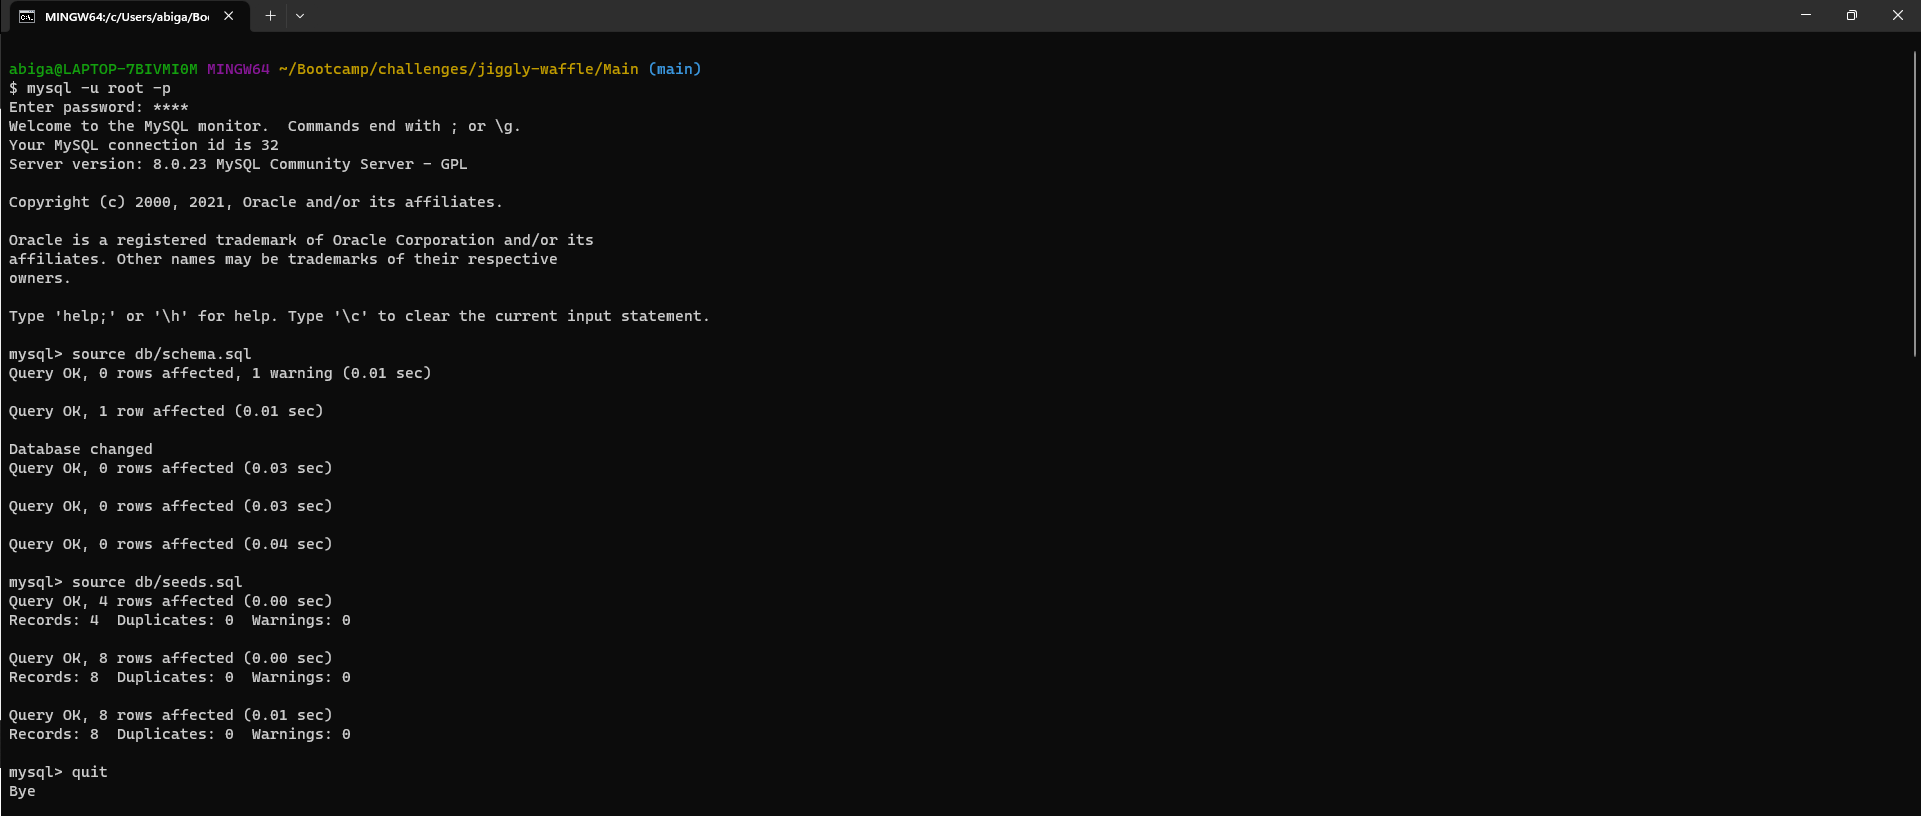 MINGW64:/c/Users/abiga/Bo
abiga@LAPTOP-7BIVMI0M MINGW64 ~/Bootcamp/challenges/jiggly-waffle/Main (main)
$ mysql -u root -p
Enter password: ****
Welcome to the MySQL monitor.  Commands end with ; or \g.
Your MySQL connection id is 32
Server version: 8.0.23 MySQL Community Server - GPL
Copyright (c) 2000, 2021, Oracle and/or its affiliates.
Oracle is a registered trademark of Oracle Corporation and/or its
affiliates. Other names may be trademarks of their respective
owners.
Type 'help;' or '\h' for help. Type '\c' to clear the current input statement.
mysql> source db/schema.sql
Query OK, 0 rows affected, 1 warning (0.01 sec)
Query OK, 1 row affected (0.01 sec)
Database changed
Query OK, 0 rows affected (0.03 sec)
Query OK, 0 rows affected (0.03 sec)
Query OK, 0 rows affected (0.04 sec)
mysql> source db/seeds.sql
Query OK, 4 rows affected (0.00 sec)
Records: 4  Duplicates: 0  Warnings: 0
Query OK, 8 rows affected (0.00 sec)
Records: 8  Duplicates: 0  Warnings: 0
Query OK, 8 rows affected (0.01 sec)
Records: 8  Duplicates: 0  Warnings: 0
mysql> quit
Bye